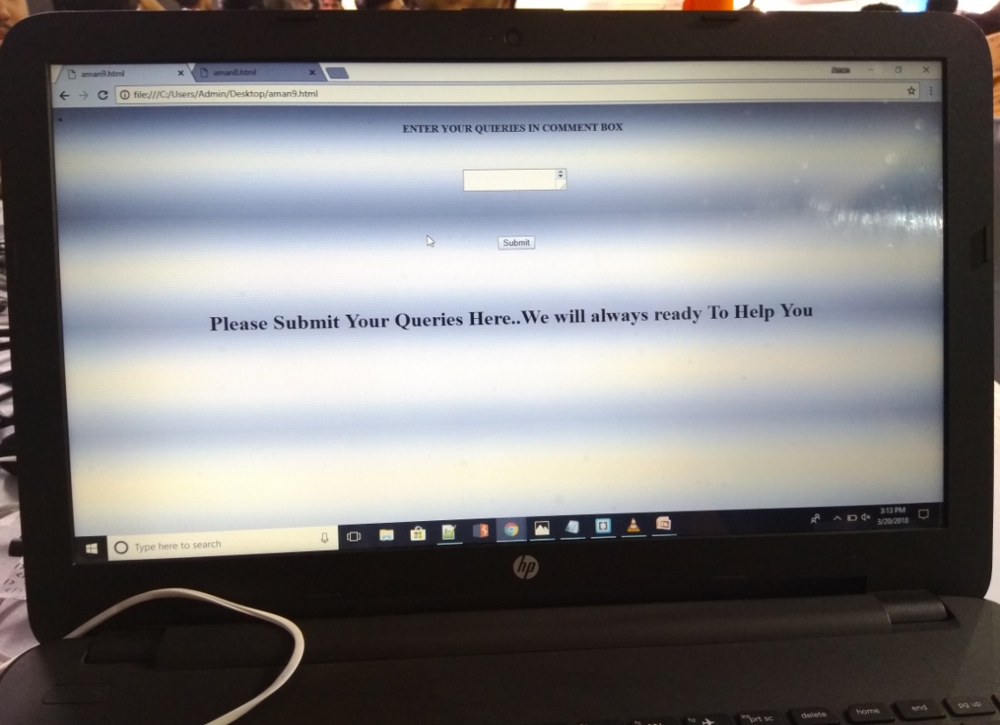 aman9.html
aman8.html
file:///C:/Users/Admin/Desktop/aman9.html
ENTER YOUR QUIERIES IN COMMENT BOX
Submit
Please Submit Your Queries Here..We will always ready To Help You
Type here to search
3:13 PM
3/20/2018
hp
prt sc
delete
home
end
pg up